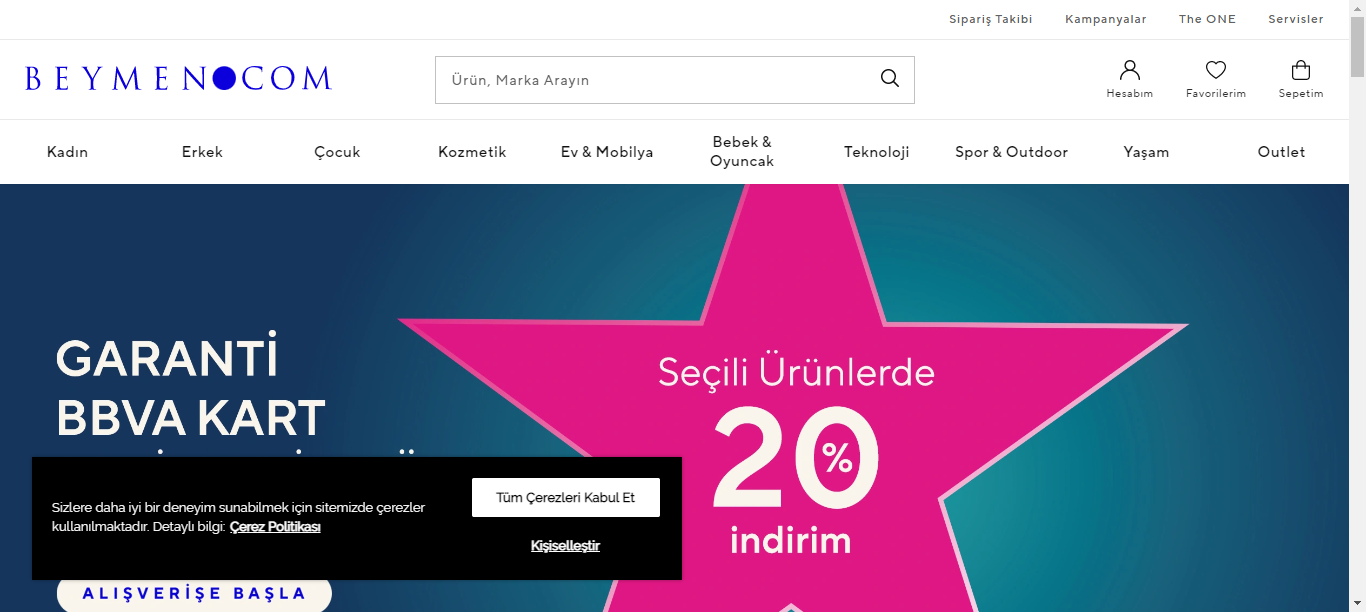 Sipariş Takibi
Kampanyalar
The ONE
Servisler
BEYMEN COM
Ürün, Marka Arayın
Hesabım
Favorilerim
Sepetim
Kadın
Erkek
Çocuk
Kozmetik
Ev & Mobilya
Bebek &
Oyuncak
Teknoloji
Spor & Outdoor
Yaşam
Outlet
GARANTİ
BBVA KART
Seçili Ürünlerde
20%
indirim
Sizlere daha iyi bir deneyim sunabilmek için sitemizde çerezler
kullanılmaktadır. Detaylı bilgi: Çerez Politikası
Tüm Çerezleri Kabul Et
Kişiselleştir
ALIŞVERİŞE BAŞLA